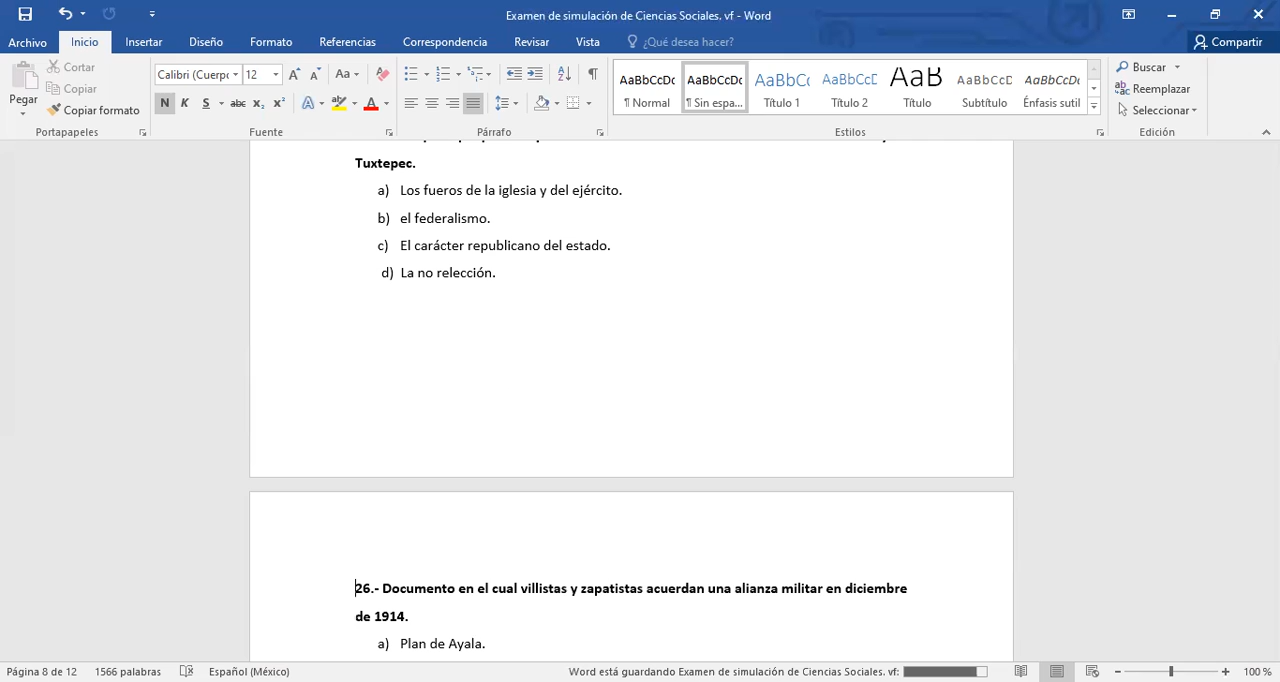 Examen de simulación de Ciencias Sociales. vf - Word
Archivo Inicio Insertar Diseño Formato Referencias Correspondencia Revisar Vista ¿Qué desea hacer? Compartir
Pegar
Cortar
Copiar
Copiar formato
Portapapeles
Calibri (Cuerpo 12
Aa
N K S abc x₂ x²
Fuente
Párrafo
AaBbCcDc AaBbCcDc AaBbCc AaBbCcD AaB AaBbCcD AaBbCcDc
¶ Normal ¶ Sin espa... Título 1 Título 2 Título Subtítulo Énfasis sutil
Estilos
Buscar
Reemplazar
Seleccionar
Edición
Tuxtepec.
a) Los fueros de la iglesia y del ejército.
b) el federalismo.
c) El carácter republicano del estado.
d) La no relección.
26.- Documento en el cual villistas y zapatistas acuerdan una alianza militar en diciembre
de 1914.
a) Plan de Ayala.
Página 8 de 12 1566 palabras Español (México) Word está guardando Examen de simulación de Ciencias Sociales. vf: 100 %